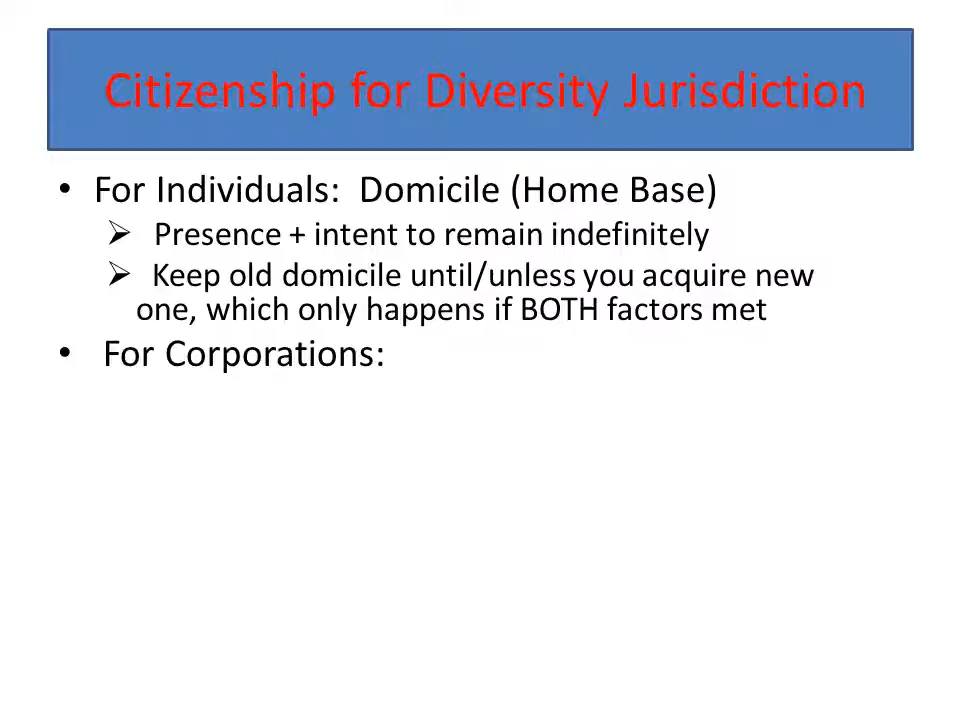 Citizenship for Diversity Jurisdiction
• For Individuals: Domicile (Home Base)
➢ Presence + intent to remain indefinitely
➢ Keep old domicile until/unless you acquire new
one, which only happens if BOTH factors met
• For Corporations: